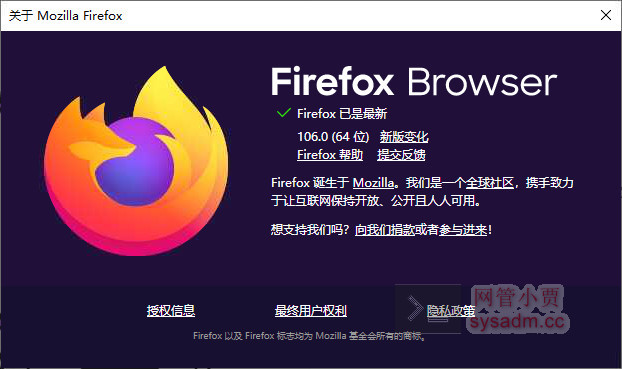 关于 Mozilla Firefox
Firefox Browser
Firefox 已是最新
106.0 (64 位) 新版变化
Firefox 帮助 提交反馈
Firefox 诞生于 Mozilla。我们是一个全球社区，携手致力
于让互联网保持开放、公开且人人可用。
想支持我们吗？向我们捐款或者参与进来！
授权信息 最终用户权利 隐私政策
网管小贾
sysadm.cc
Firefox 以及 Firefox 标志均为 Mozilla 基金会所有的商标。